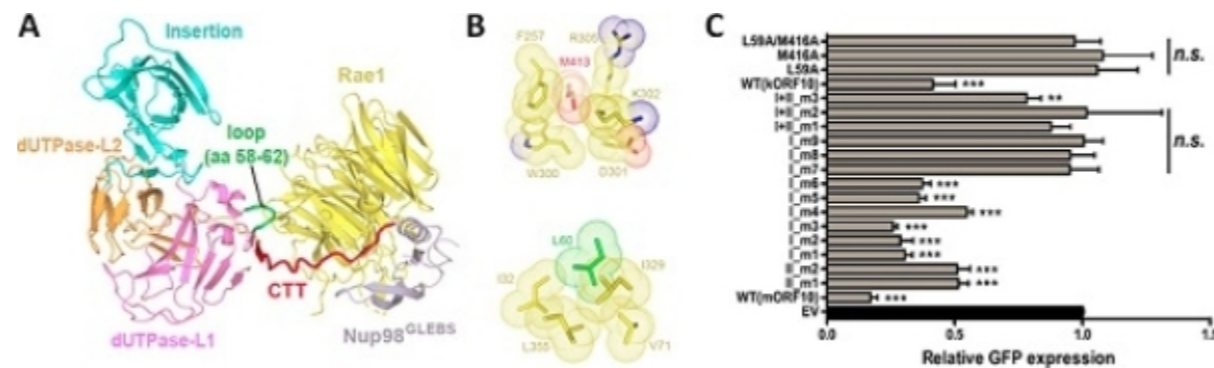 A
Insertion
Rae1
loop
(aa 58-62)
dUTPase-L2
CTT
dUTPase-L1
Nup98GLEBS
B
F257
R305
M413
K302
W300
D301
L60
I32
I329
L355
V71
C
L59A/M416A
M416A
L59A
WT(kORF10)
***
I+II_m3
**
I+II_m2
I+II_m1
I_m9
I_m8
I_m7
I_m6
***
I_m5
***
I_m4
***
I_m3
***
I_m2
***
I_m1
***
II_m2
***
II_m1
***
WT(mORF10)
***
EV
n.s.
n.s.
0.0
0.5
1.0
1.5
Relative GFP expression